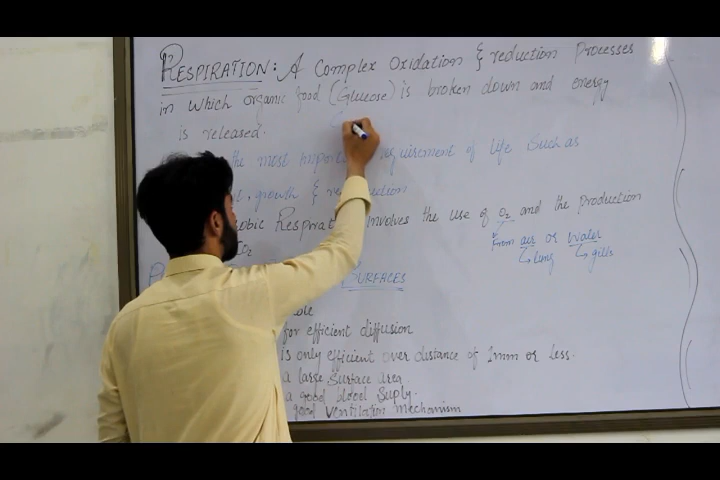 RESPIRATION: A Complex Oxidation & reduction Processes
in which organic food (Glucose) is broken down and energy
is released.
the most requirement of life Such as
growth &
Involves the use of O2 and the production
from air or water
↳ lung ↳ gills
SURFACES
for efficient diffusion
is only efficient over distance of 1mm or less.
a large Surface area.
a good blood Suply.
good Ventilation Mechanism